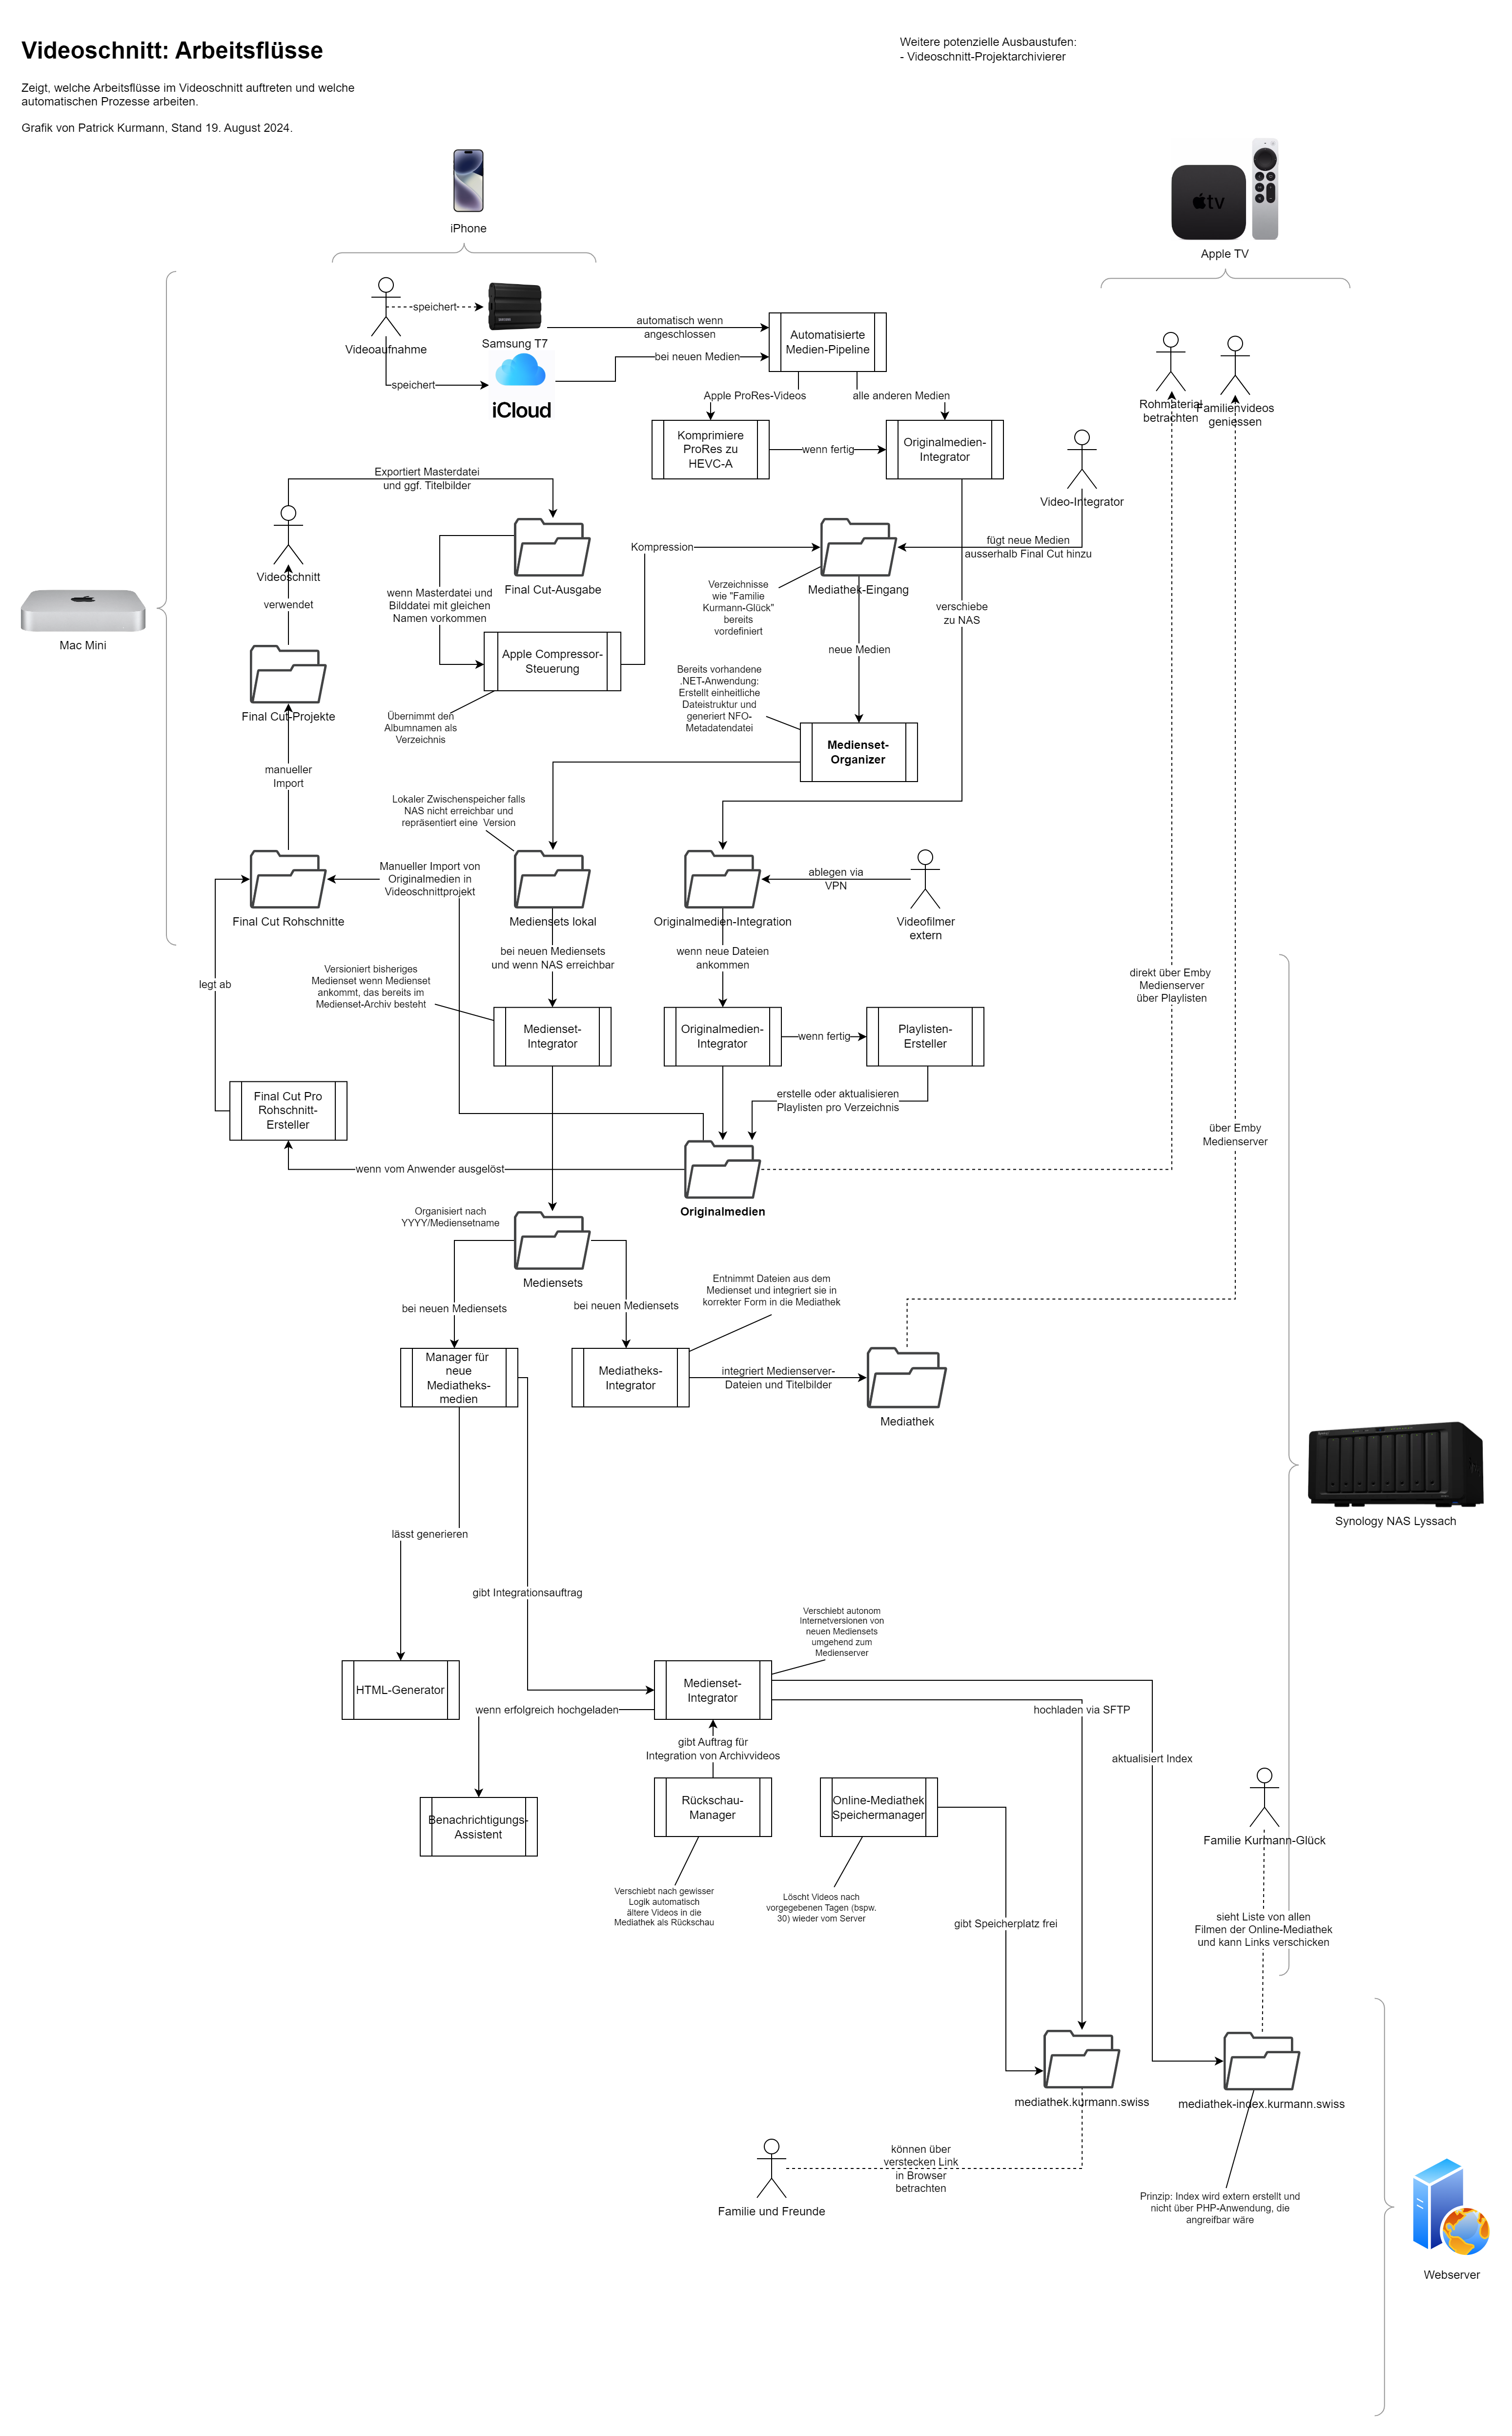 Videoschnitt: Arbeitsflüsse
Zeigt, welche Arbeitsflüsse im Videoschnitt auftreten und welche
automatischen Prozesse arbeiten.
Grafik von Patrick Kurmann, Stand 19. August 2024.
Weitere potenzielle Ausbaustufen:
- Videoschnitt-Projektarchivierer
iPhone
tv
Apple TV
Videoaufnahme
speichert
Samsung T7
speichert
iCloud
automatisch wenn
angeschlossen
bei neuen Medien
Automatisierte
Medien-Pipeline
Apple ProRes-Videos
alle anderen Medien
Komprimiere
ProRes zu
HEVC-A
wenn fertig
Originalmedien-
Integrator
Rohmaterial
betrachten
Familienvideos
geniessen
Video-Integrator
fügt neue Medien
ausserhalb Final Cut hinzu
Exportiert Masterdatei
und ggf. Titelbilder
Videoschnitt
verwendet
Final Cut-Projekte
manueller
Import
Final Cut Rohschnitte
Mac Mini
Final Cut-Ausgabe
wenn Masterdatei und
Bilddatei mit gleichen
Namen vorkommen
Apple Compressor-
Steuerung
Übernimmt den
Albumnamen als
Verzeichnis
Kompression
Mediathek-Eingang
Verzeichnisse
wie "Familie
Kurmann-Glück"
bereits
vordefiniert
neue Medien
verschiebe
zu NAS
Bereits vorhandene
.NET-Anwendung:
Erstellt einheitliche
Dateistruktur und
generiert NFO-
Metadatendatei
Medienset-
Organizer
Lokaler Zwischenspeicher falls
NAS nicht erreichbar und
repräsentiert eine Version
Manueller Import von
Originalmedien in
Videoschnittprojekt
Mediensets lokal
Originalmedien-Integration
ablegen via
VPN
Videofilmer
extern
bei neuen Mediensets
und wenn NAS erreichbar
wenn neue Dateien
ankommen
Versioniert bisheriges
Medienset wenn Medienset
ankommt, das bereits im
Medienset-Archiv besteht
legt ab
Medienset-
Integrator
Originalmedien-
Integrator
wenn fertig
Playlisten-
Ersteller
direkt über Emby
Medienserver
über Playlisten
Final Cut Pro
Rohschnitt-
Ersteller
erstelle oder aktualisieren
Playlisten pro Verzeichnis
über Emby
Medienserver
wenn vom Anwender ausgelöst
Originalmedien
Organisiert nach
YYYY/Mediensetname
Mediensets
bei neuen Mediensets
bei neuen Mediensets
Entnimmt Dateien aus dem
Medienset und integriert sie in
korrekter Form in die Mediathek
Manager für
neue
Mediatheks-
medien
Mediatheks-
Integrator
integriert Medienserver-
Dateien und Titelbilder
Mediathek
Synology NAS Lyssach
lässt generieren
gibt Integrationsauftrag
Verschiebt autonom
Internetversionen von
neuen Mediensets
umgehend zum
Medienserver
HTML-Generator
Medienset-
Integrator
wenn erfolgreich hochgeladen
hochladen via SFTP
gibt Auftrag für
Integration von Archivvideos
aktualisiert Index
Benachrichtigungs-
Assistent
Rückschau-
Manager
Online-Mediathek
Speichermanager
Familie Kurmann-Glück
Verschiebt nach gewisser
Logik automatisch
ältere Videos in die
Mediathek als Rückschau
Löscht Videos nach
vorgegebenen Tagen (bspw.
30) wieder vom Server
gibt Speicherplatz frei
sieht Liste von allen
Filmen der Online-Mediathek
und kann Links verschicken
mediathek.kurmann.swiss
mediathek-index.kurmann.swiss
können über
verstecken Link
in Browser
betrachten
Familie und Freunde
Prinzip: Index wird extern erstellt und
nicht über PHP-Anwendung, die
angreifbar wäre
Webserver